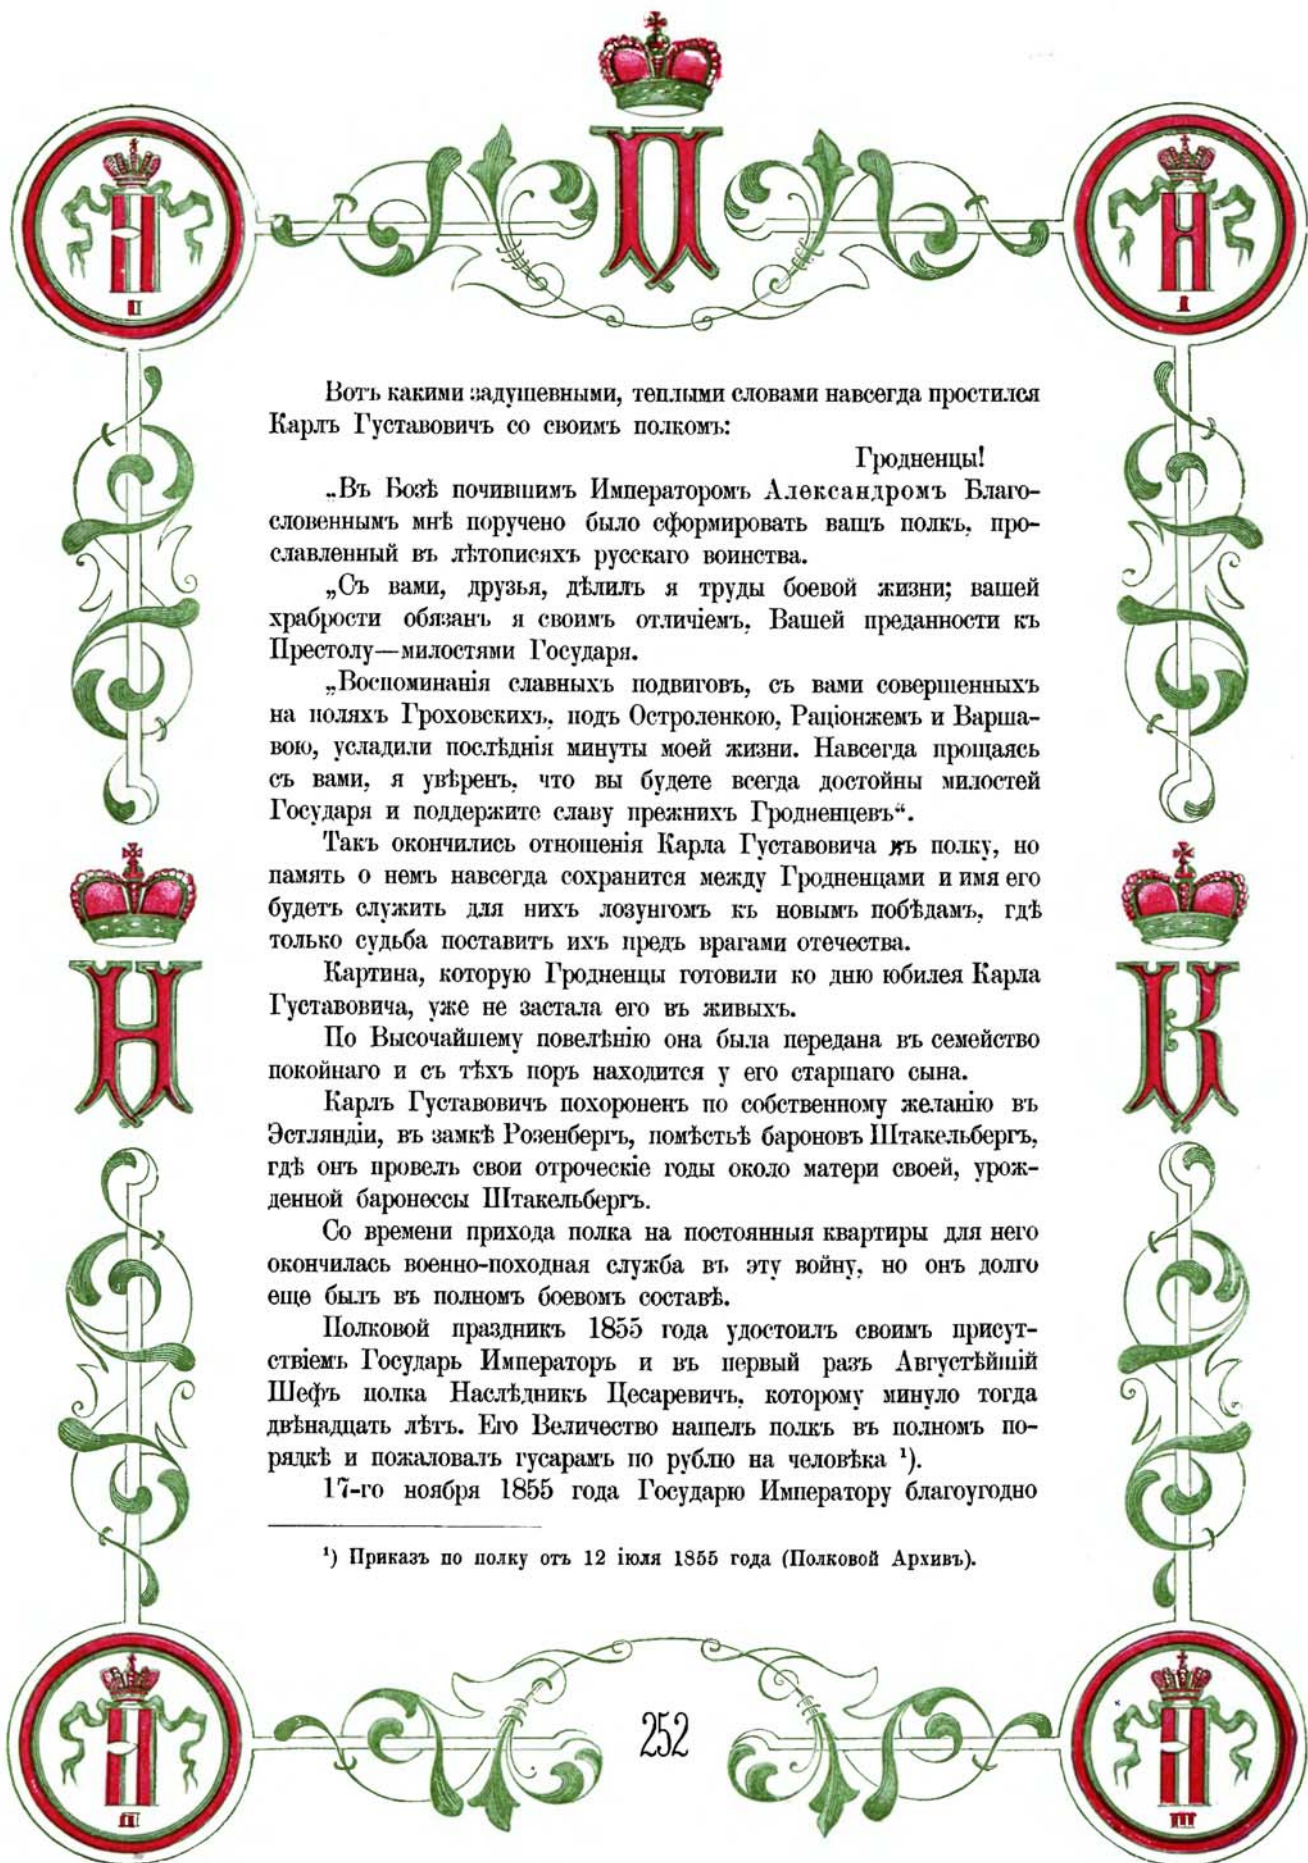 П
Н
I
Вотъ какими задушевными, теплыми словами навсегда простился
Карлъ Густавовичъ со своимъ полкомъ:
Гродненцы!
„Въ Бозѣ почившимъ Императоромъ Александромъ Благо-
словеннымъ мнѣ поручено было сформировать вашъ полкъ, про-
славленный въ лѣтописяхъ русскаго воинства.
„Съ вами, друзья, дѣлилъ я труды боевой жизни; вашей
храбрости обязанъ я своимъ отличіемъ, Вашей преданности къ
Престолу—милостями Государя.
„Воспоминанія славныхъ подвиговъ, съ вами совершенныхъ
на поляхъ Гроховскихъ, подъ Остроленкою, Раціонжемъ и Варша-
вою, усладили послѣднія минуты моей жизни. Навсегда прощаясь
съ вами, я увѣренъ, что вы будете всегда достойны милостей
Государя и поддержите славу прежнихъ Гродненцевъ“.
Такъ окончились отношенія Карла Густавовича къ полку, но
память о немъ навсегда сохранится между Гродненцами и имя его
будетъ служить для нихъ лозунгомъ къ новымъ побѣдамъ, гдѣ
только судьба поставитъ ихъ предъ врагами отечества.
Картина, которую Гродненцы готовили ко дню юбилея Карла
Густавовича, уже не застала его въ живыхъ.
По Высочайшему повелѣнію она была передана въ семейство
покойнаго и съ тѣхъ поръ находится у его старшаго сына.
Карлъ Густавовичъ похороненъ по собственному желанію въ
Эстляндіи, въ замкѣ Розенбергъ, помѣстьѣ бароновъ Штакельбергъ,
гдѣ онъ провелъ свои отроческіе годы около матери своей, урож-
денной баронессы Штакельбергъ.
Со времени прихода полка на постоянныя квартиры для него
окончилась военно-походная служба въ эту войну, но онъ долго
еще былъ въ полномъ боевомъ составѣ.
Полковой праздникъ 1855 года удостоилъ своимъ присут-
ствіемъ Государь Императоръ и въ первый разъ Августѣйшій
Шефъ полка Наслѣдникъ Цесаревичъ, которому минуло тогда
двѣнадцать лѣтъ. Его Величество нашелъ полкъ въ полномъ по-
рядкѣ и пожаловалъ гусарамъ по рублю на человѣка ¹).
17-го ноября 1855 года Государю Императору благоугодно
¹) Приказъ по полку отъ 12 іюля 1855 года (Полковой Архивъ).
Н
К
252
II
III